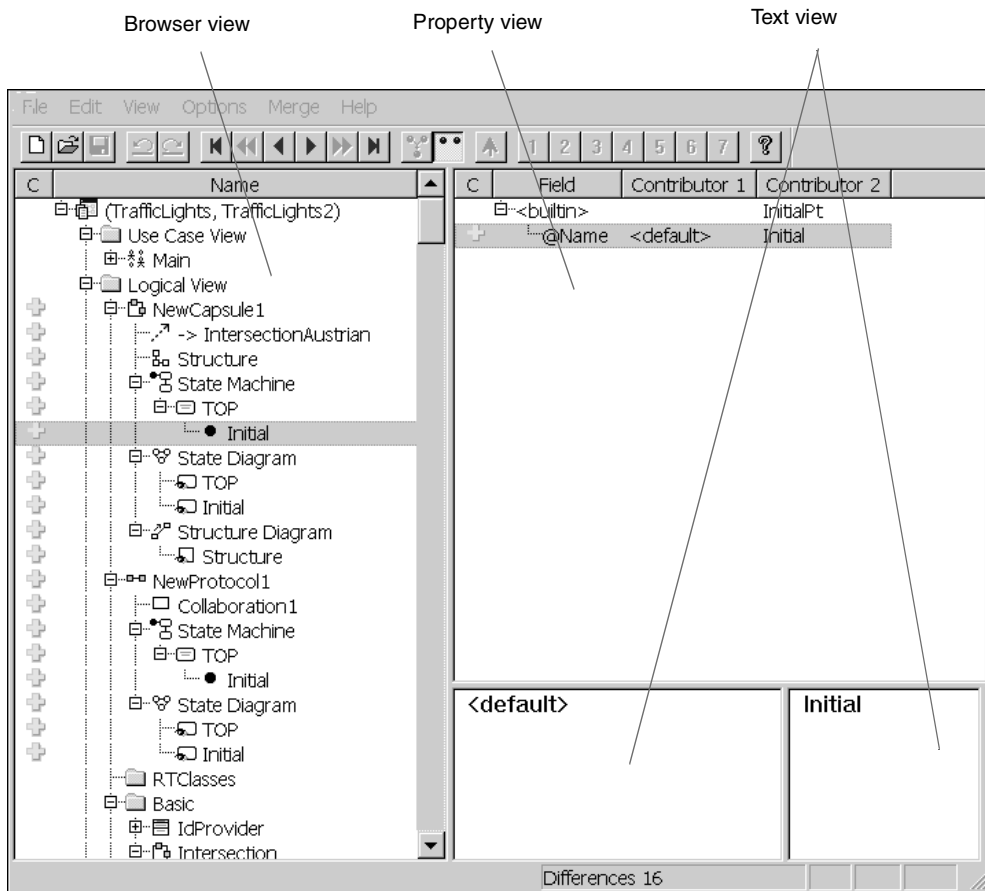 Browser view Property view Text view
File Edit View Options Merge Help
1 2 3 4 5 6 7 ?
C Name C Field Contributor 1 Contributor 2
(TrafficLights, TrafficLights2) <builtin> InitialPt
Use Case View @Name <default> Initial
Main
Logical View
NewCapsule1
-> IntersectionAustrian
Structure
State Machine
TOP
Initial
State Diagram
TOP
Initial
Structure Diagram
Structure
NewProtocol1
Collaboration1
State Machine
TOP
Initial
State Diagram
TOP
Initial
RTClasses
Basic
IdProvider
Intersection
<default> Initial
Differences 16